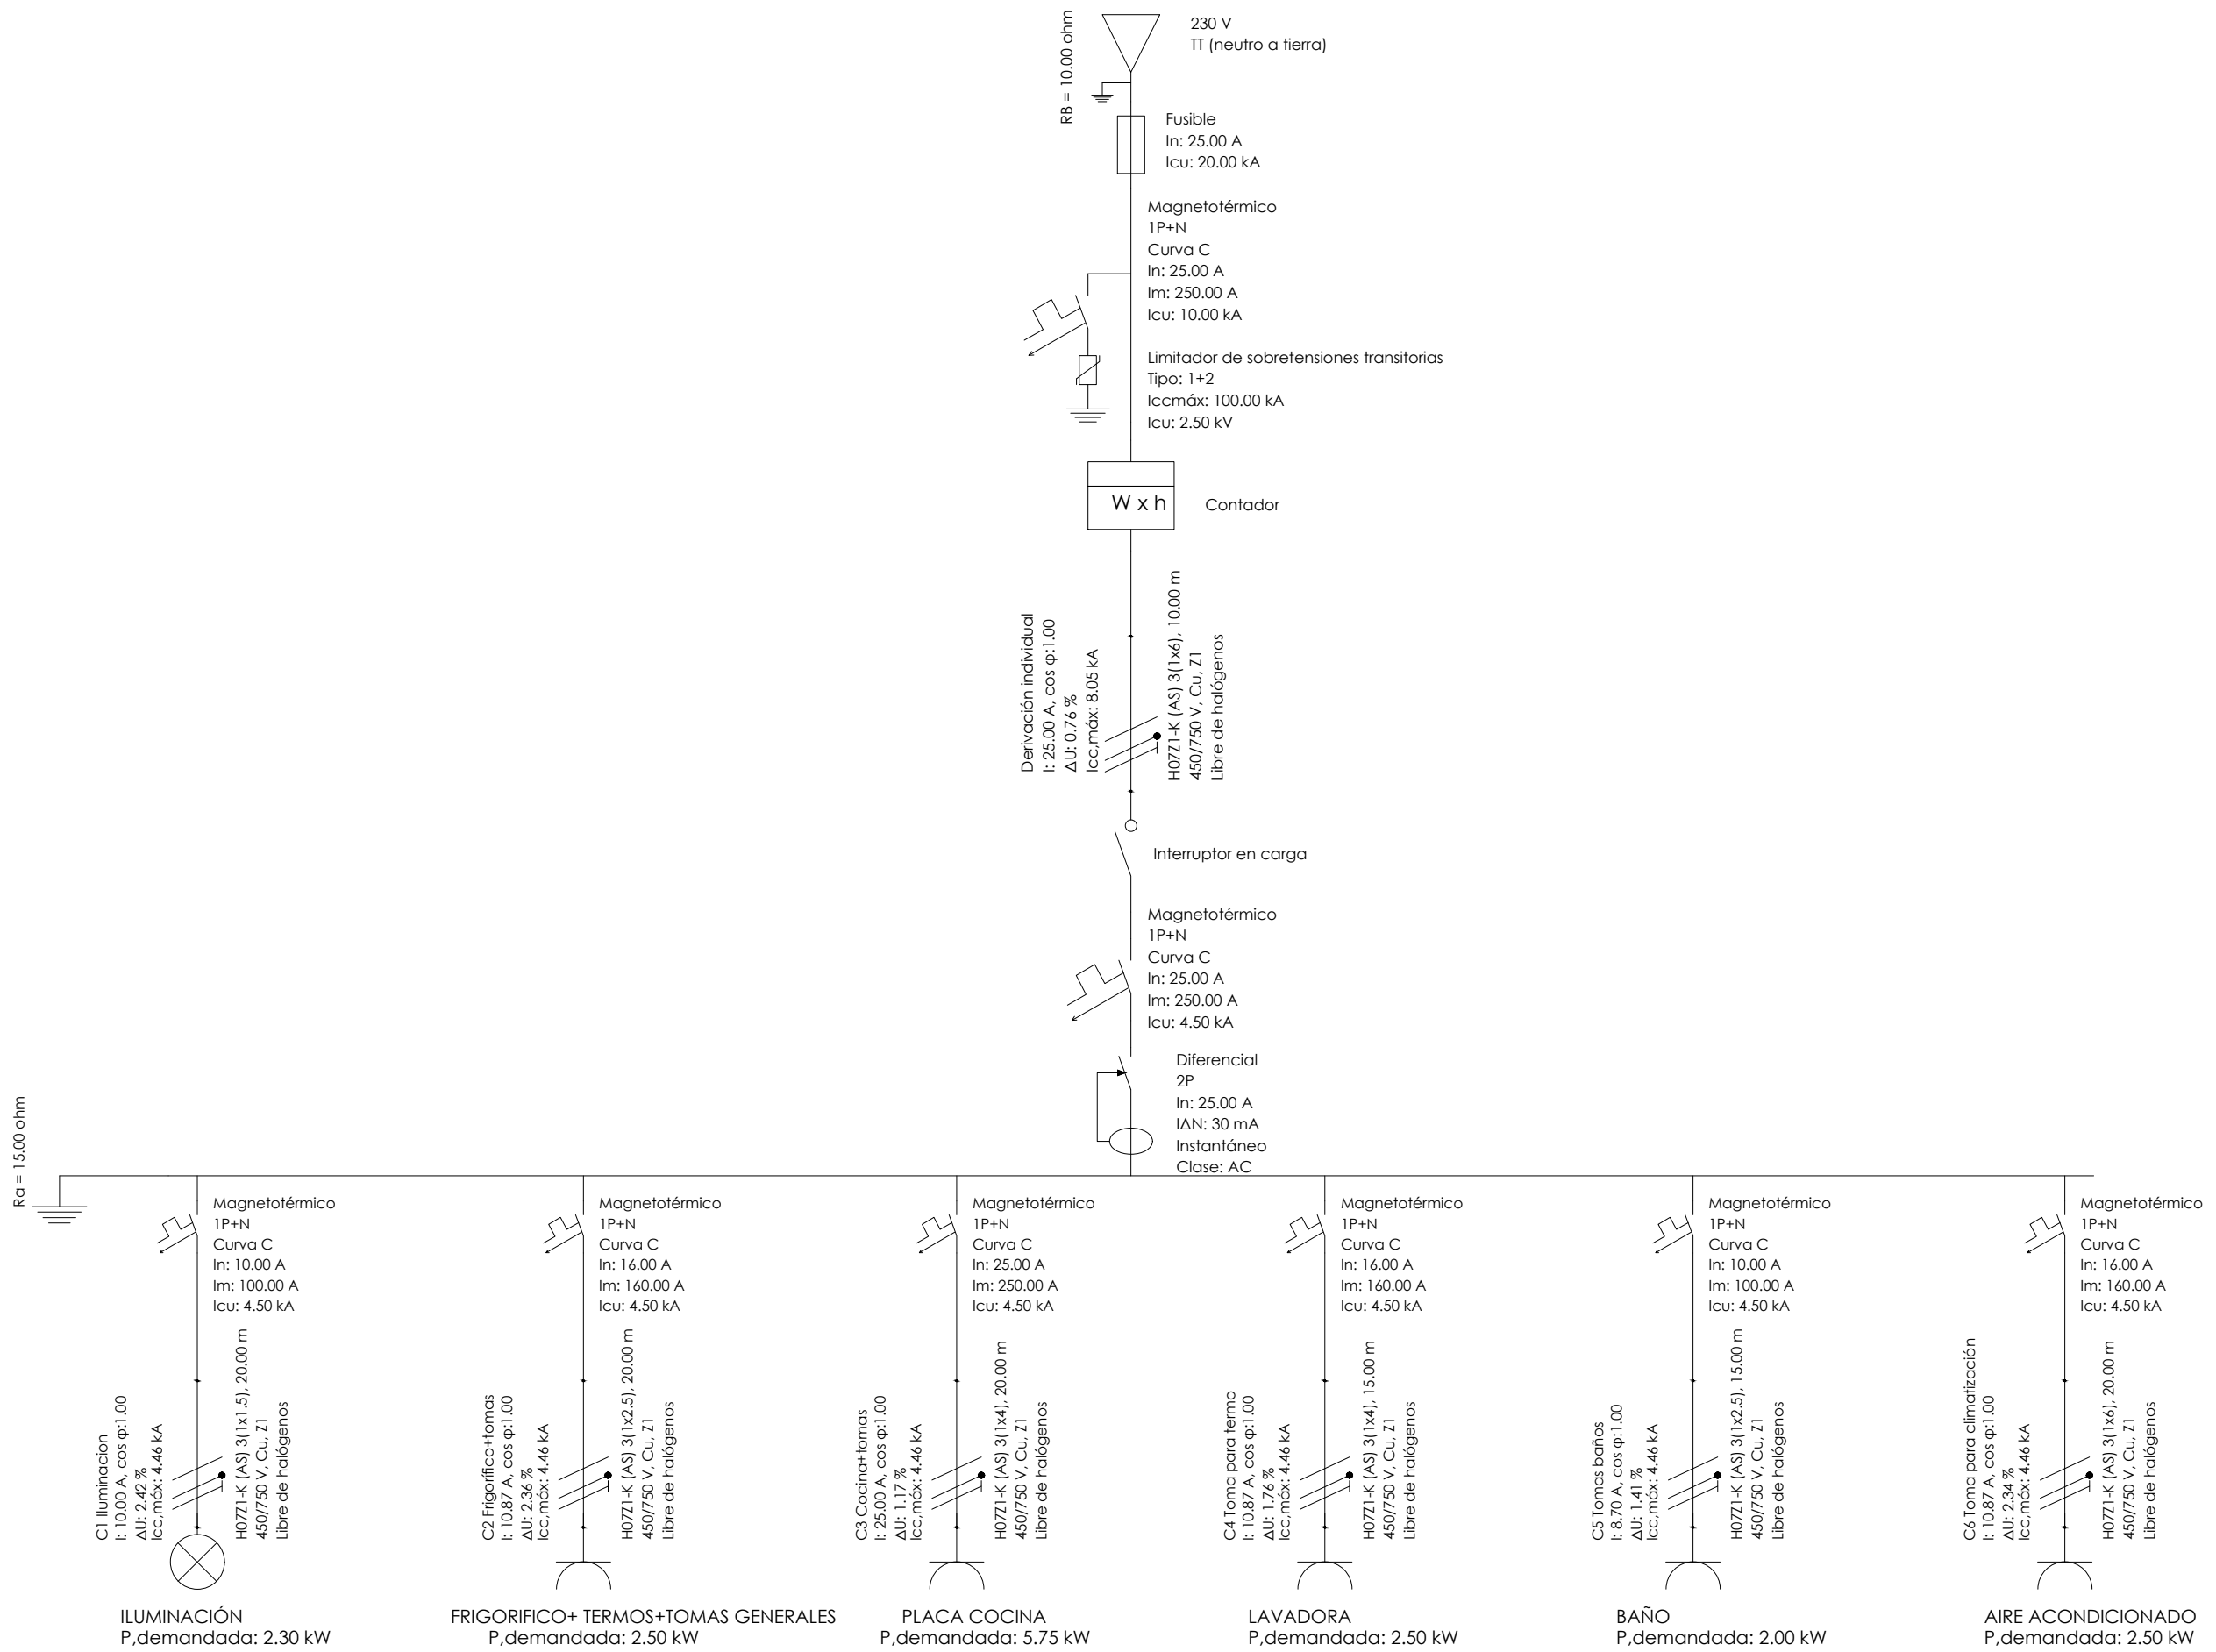 230 V
TT (neutro a tierra)
RB = 10.00 ohm
Fusible
In: 25.00 A
Icu: 20.00 kA
Magnetotérmico
1P+N
Curva C
In: 25.00 A
Im: 250.00 A
Icu: 10.00 kA
Limitador de sobretensiones transitorias
Tipo: 1+2
Iccmáx: 100.00 kA
Icu: 2.50 kV
W x h
Contador
Derivación individual
I: 25.00 A, cos φ:1.00
ΔU: 0.76 %
Icc,máx: 8.05 kA
H07Z1-K (AS) 3(1x6), 10.00 m
450/750 V, Cu, Z1
Libre de halógenos
Interruptor en carga
Magnetotérmico
1P+N
Curva C
In: 25.00 A
Im: 250.00 A
Icu: 4.50 kA
Diferencial
2P
In: 25.00 A
IΔN: 30 mA
Instantáneo
Clase: AC
Ra = 15.00 ohm
Magnetotérmico
1P+N
Curva C
In: 10.00 A
Im: 100.00 A
Icu: 4.50 kA
C1 Iluminacion
I: 10.00 A, cos φ:1.00
ΔU: 2.42 %
Icc,máx: 4.46 kA
H07Z1-K (AS) 3(1x1.5), 20.00 m
450/750 V, Cu, Z1
Libre de halógenos
ILUMINACIÓN
P,demandada: 2.30 kW
Magnetotérmico
1P+N
Curva C
In: 16.00 A
Im: 160.00 A
Icu: 4.50 kA
C2 Frigorífico+tomas
I: 10.87 A, cos φ:1.00
ΔU: 2.36 %
Icc,máx: 4.46 kA
H07Z1-K (AS) 3(1x2.5), 20.00 m
450/750 V, Cu, Z1
Libre de halógenos
FRIGORIFICO+ TERMOS+TOMAS GENERALES
P,demandada: 2.50 kW
Magnetotérmico
1P+N
Curva C
In: 25.00 A
Im: 250.00 A
Icu: 4.50 kA
C3 Cocina+tomas
I: 25.00 A, cos φ:1.00
ΔU: 1.17 %
Icc,máx: 4.46 kA
H07Z1-K (AS) 3(1x4), 20.00 m
450/750 V, Cu, Z1
Libre de halógenos
PLACA COCINA
P,demandada: 5.75 kW
Magnetotérmico
1P+N
Curva C
In: 16.00 A
Im: 160.00 A
Icu: 4.50 kA
C4 Toma para termo
I: 10.87 A, cos φ:1.00
ΔU: 1.76 %
Icc,máx: 4.46 kA
H07Z1-K (AS) 3(1x4), 15.00 m
450/750 V, Cu, Z1
Libre de halógenos
LAVADORA
P,demandada: 2.50 kW
Magnetotérmico
1P+N
Curva C
In: 10.00 A
Im: 100.00 A
Icu: 4.50 kA
C5 Tomas baños
I: 8.70 A, cos φ:1.00
ΔU: 1.41 %
Icc,máx: 4.46 kA
H07Z1-K (AS) 3(1x2.5), 15.00 m
450/750 V, Cu, Z1
Libre de halógenos
BAÑO
P,demandada: 2.00 kW
Magnetotérmico
1P+N
Curva C
In: 16.00 A
Im: 160.00 A
Icu: 4.50 kA
C6 Toma para climatización
I: 10.87 A, cos φ:1.00
ΔU: 2.34 %
Icc,máx: 4.46 kA
H07Z1-K (AS) 3(1x6), 20.00 m
450/750 V, Cu, Z1
Libre de halógenos
AIRE ACONDICIONADO
P,demandada: 2.50 kW